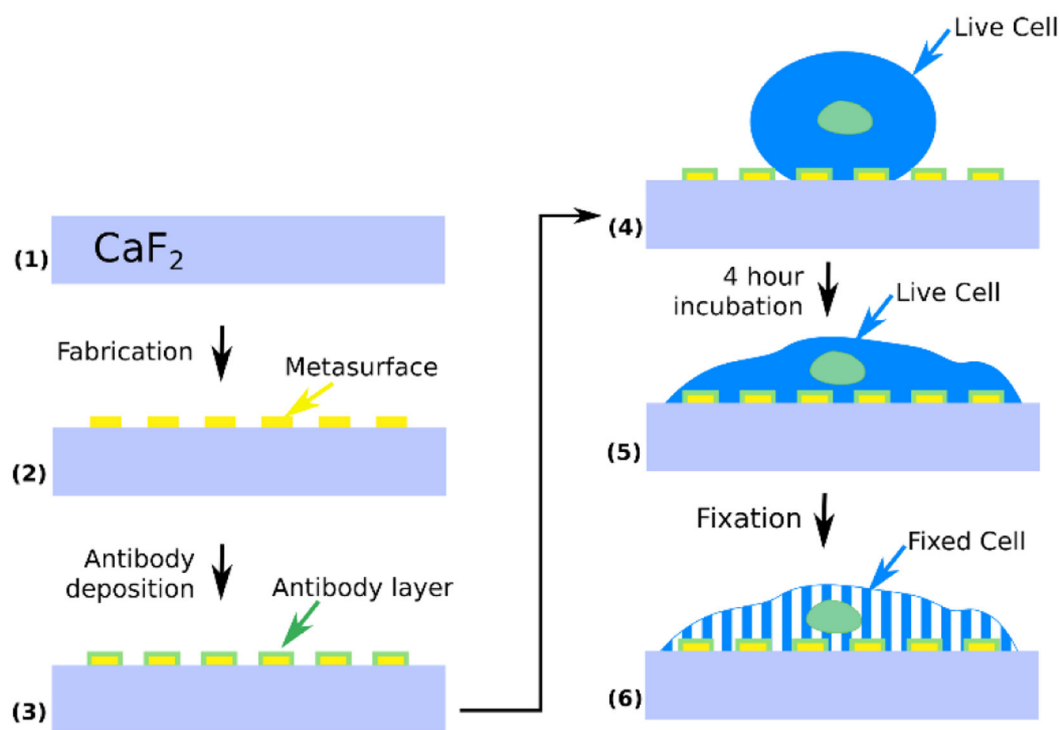 (1)
CaF₂
Fabrication
Metasurface
(2)
Antibody
deposition
Antibody layer
(3)
Live Cell
(4)
4 hour
incubation
Live Cell
(5)
Fixation
Fixed Cell
(6)